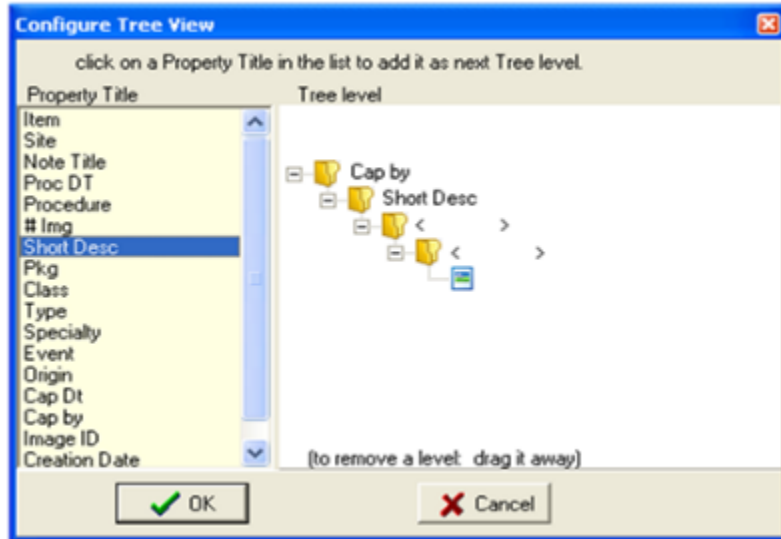 Configure Tree View
click on a Property Title in the list to add it as next Tree level.
Property Title
Tree level
Item
Site
Note Title
Proc DT
Procedure
# Img
Short Desc
Pkg
Class
Type
Specialty
Event
Origin
Cap Dt
Cap by
Image ID
Creation Date
Cap by
Short Desc
< >
< >
(to remove a level: drag it away)
OK
Cancel